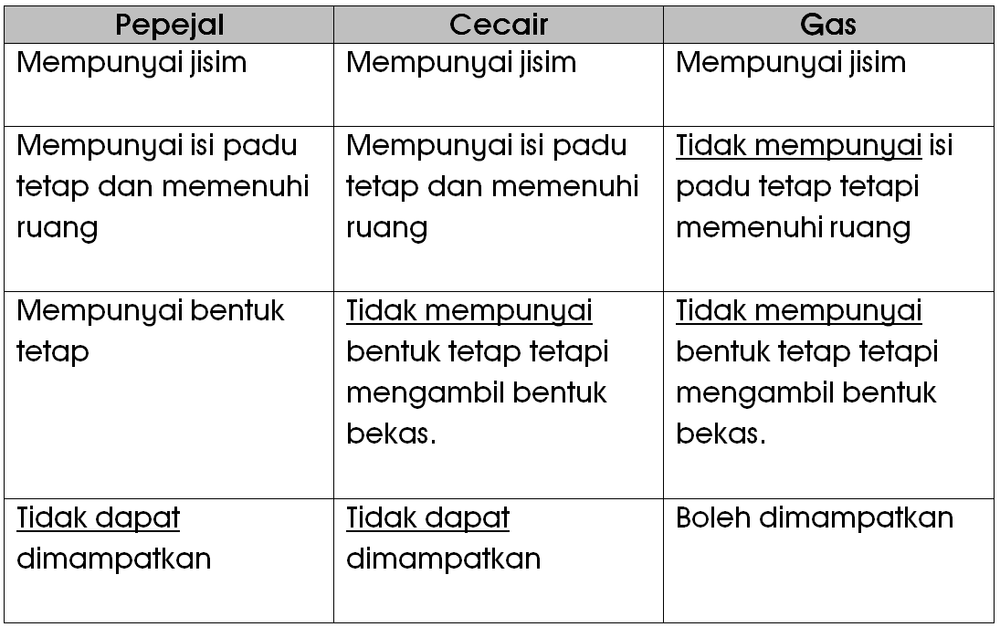 Pepejal
Cecair
Gas
Mempunyai jisim
Mempunyai jisim
Mempunyai jisim
Mempunyai isi padu
tetap dan memenuhi
ruang
Mempunyai isi padu
tetap dan memenuhi
ruang
Tidak mempunyai isi
padu tetap tetapi
memenuhi ruang
Mempunyai bentuk
tetap
Tidak mempunyai
bentuk tetap tetapi
mengambil bentuk
bekas.
Tidak mempunyai
bentuk tetap tetapi
mengambil bentuk
bekas.
Tidak dapat
dimampatkan
Tidak dapat
dimampatkan
Boleh dimampatkan